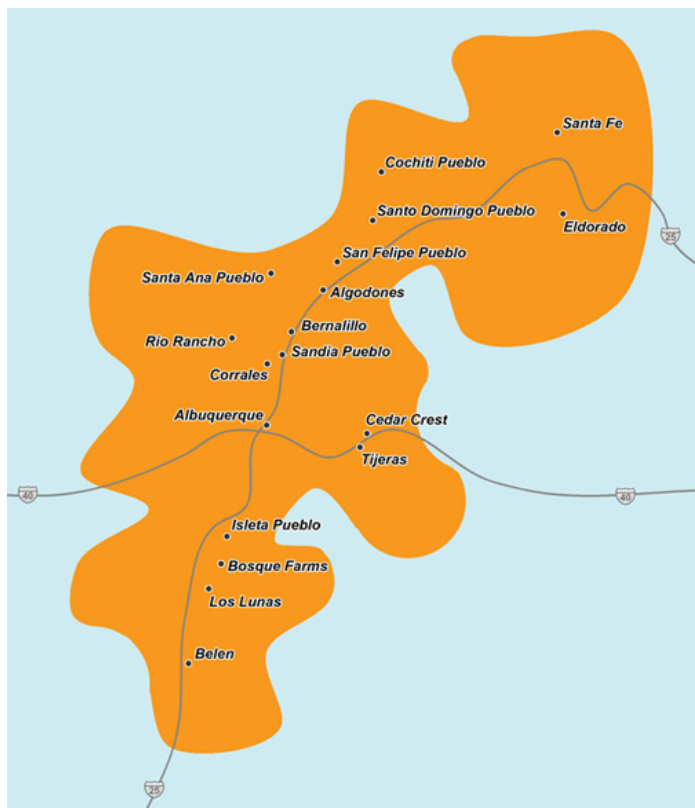 Santa Fe
Cochiti Pueblo
Santo Domingo Pueblo
Eldorado
25
San Felipe Pueblo
Santa Ana Pueblo
Algodones
Bernalillo
Rio Rancho
Sandia Pueblo
Corrales
Albuquerque
Cedar Crest
Tijeras
40
40
Isleta Pueblo
Bosque Farms
Los Lunas
Belen
25